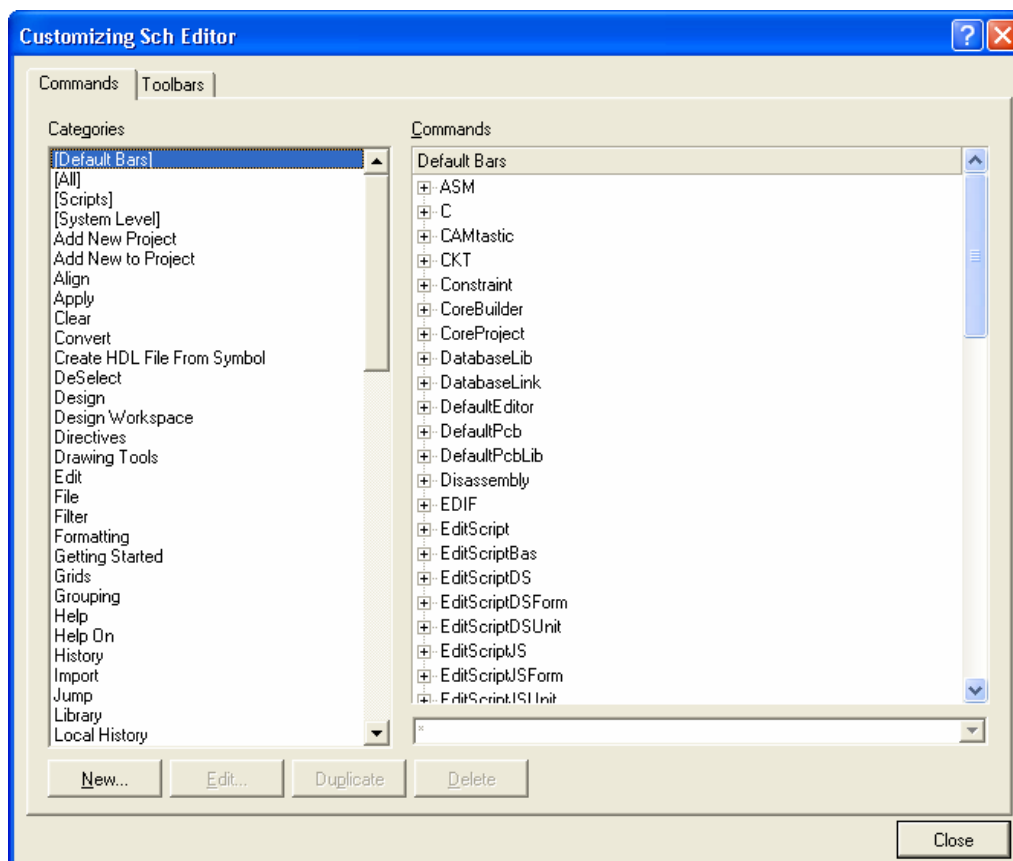 Customizing Sch Editor
Commands
Toolbars
Categories
[Default Bars]
[All]
[Scripts]
[System Level]
Add New Project
Add New to Project
Align
Apply
Clear
Convert
Create HDL File From Symbol
DeSelect
Design
Design Workspace
Directives
Drawing Tools
Edit
File
Filter
Formatting
Getting Started
Grids
Grouping
Help
Help On
History
Import
Jump
Library
Local History
Commands
Default Bars
ASM
C
CAMtastic
CKT
Constraint
CoreBuilder
CoreProject
DatabaseLib
DatabaseLink
DefaultEditor
DefaultPcb
DefaultPcbLib
Disassembly
EDIF
EditScript
EditScriptBas
EditScriptDS
EditScriptDSForm
EditScriptDSUnit
EditScriptJS
EditScriptJSForm
EditScriptJSUnit
*
New...
Edit...
Duplicate
Delete
Close